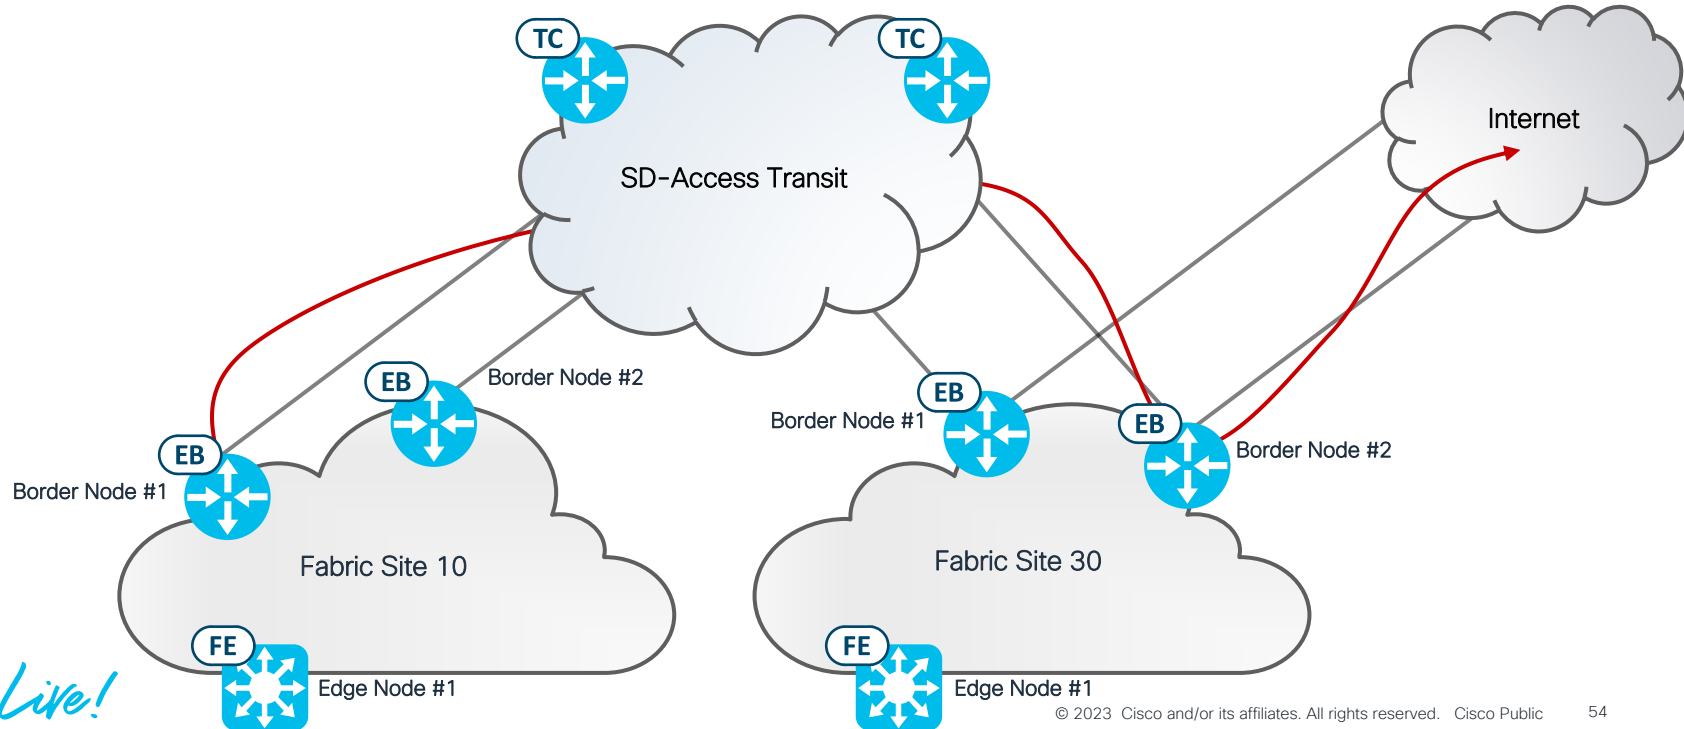 TC
TC
SD-Access Transit
Internet
EB
Border Node #2
EB
Border Node #1
EB
Border Node #2
EB
Border Node #1
Fabric Site 10
Fabric Site 30
FE
Edge Node #1
FE
Edge Node #1
Live!
© 2023 Cisco and/or its affiliates. All rights reserved. Cisco Public
54